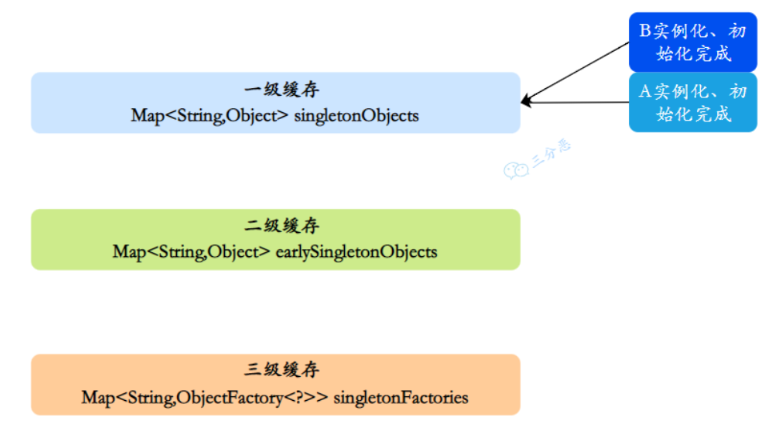 B实例化、初
始化完成
一级缓存
Map<String,Object> singletonObjects
A实例化、初
始化完成
三分恶
二级缓存
Map<String,Object> earlySingletonObjects
三级缓存
Map<String,ObjectFactory<?>> singletonFactories